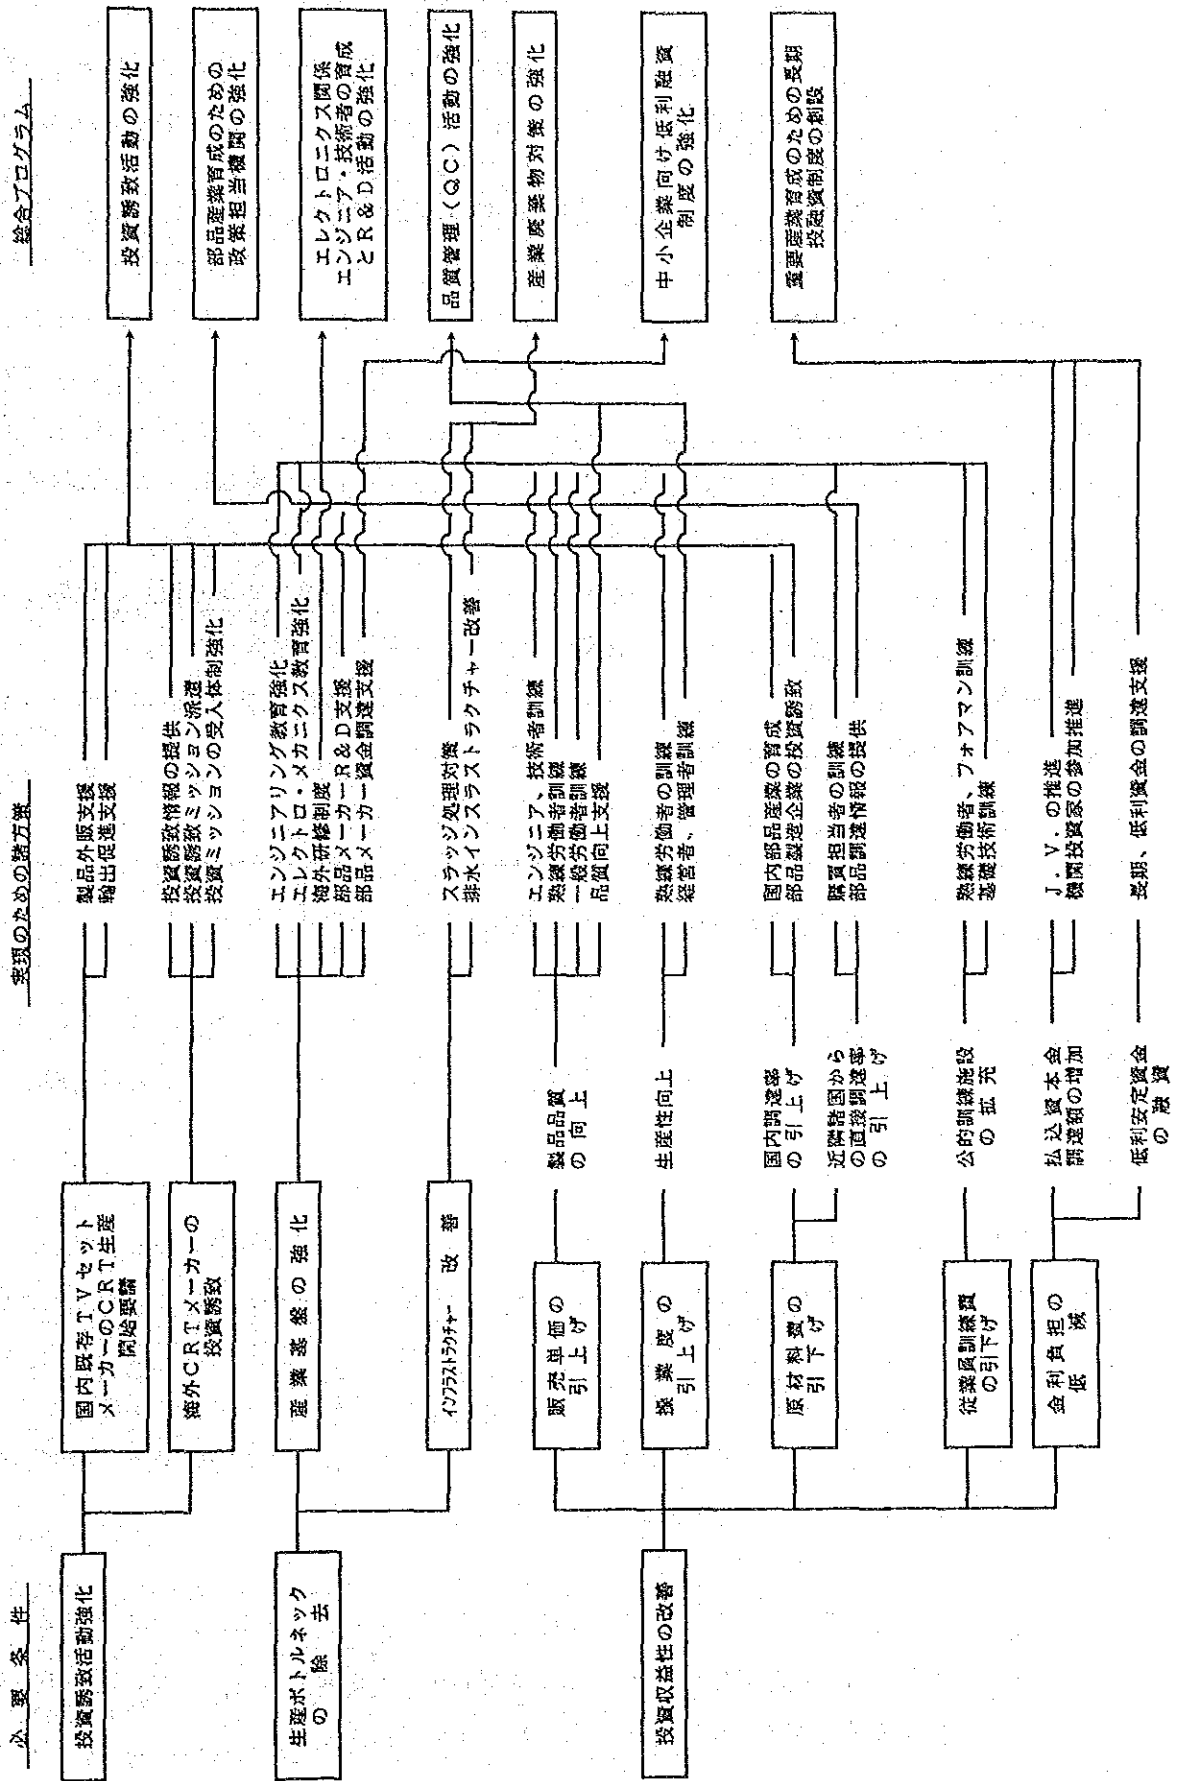 必要条件
実現のための諸方策
総合プログラム
投資誘致活動強化
生産ボトルネック
の除去
投資収益性の改善
国内既存TVセット
メーカーのCRT生産
開始要請
海外CRTメーカーの
投資誘致
産業基盤の強化
インフラストラクチャー 改善
販売単価の
引上げ
操業度の
引上げ
原材料費の
引下げ
従業員訓練費
の引下げ
金利負担の
低減
製品品質
の向上
生産性向上
国内調達率
の引上げ
近隣諸国から
の直接調達率
の引上げ
公的訓練施設
の拡充
払込資本金
調達額の増加
低利安定資金
の融資
製品外販支援
輸出促進支援
投資誘致情報の提供
投資誘致ミッション派遣
投資ミッションの受入体制強化
エンジニアリング教育強化
エレクトロ・メカニクス教育強化
海外研修制度
部品メーカーR&D支援
部品メーカー資金調達支援
スラッジ処理対策
排水インスラストラクチャー改善
エンジニア、技術者訓練
熟練労働者訓練
一般労働者訓練
品質向上支援
熟練労働者の訓練
経営者、管理者訓練
国内部品産業の育成
部品製造企業の投資誘致
購買担当者の訓練
部品調達情報の提供
熟練労働者、フォアマン訓練
基礎技術訓練
J.V.の推進
機関投資家の参加推進
長期、低利資金の調達支援
投資誘致活動の強化
部品産業育成のための
政策担当機関の強化
エレクトロニクス関係
エンジニア・技術者の育成
とR&D活動の強化
品質管理(QC)活動の強化
産業廃棄物対策の強化
中小企業向け低利融資
制度の強化
重要産業育成のための長期
投融資制度の創設